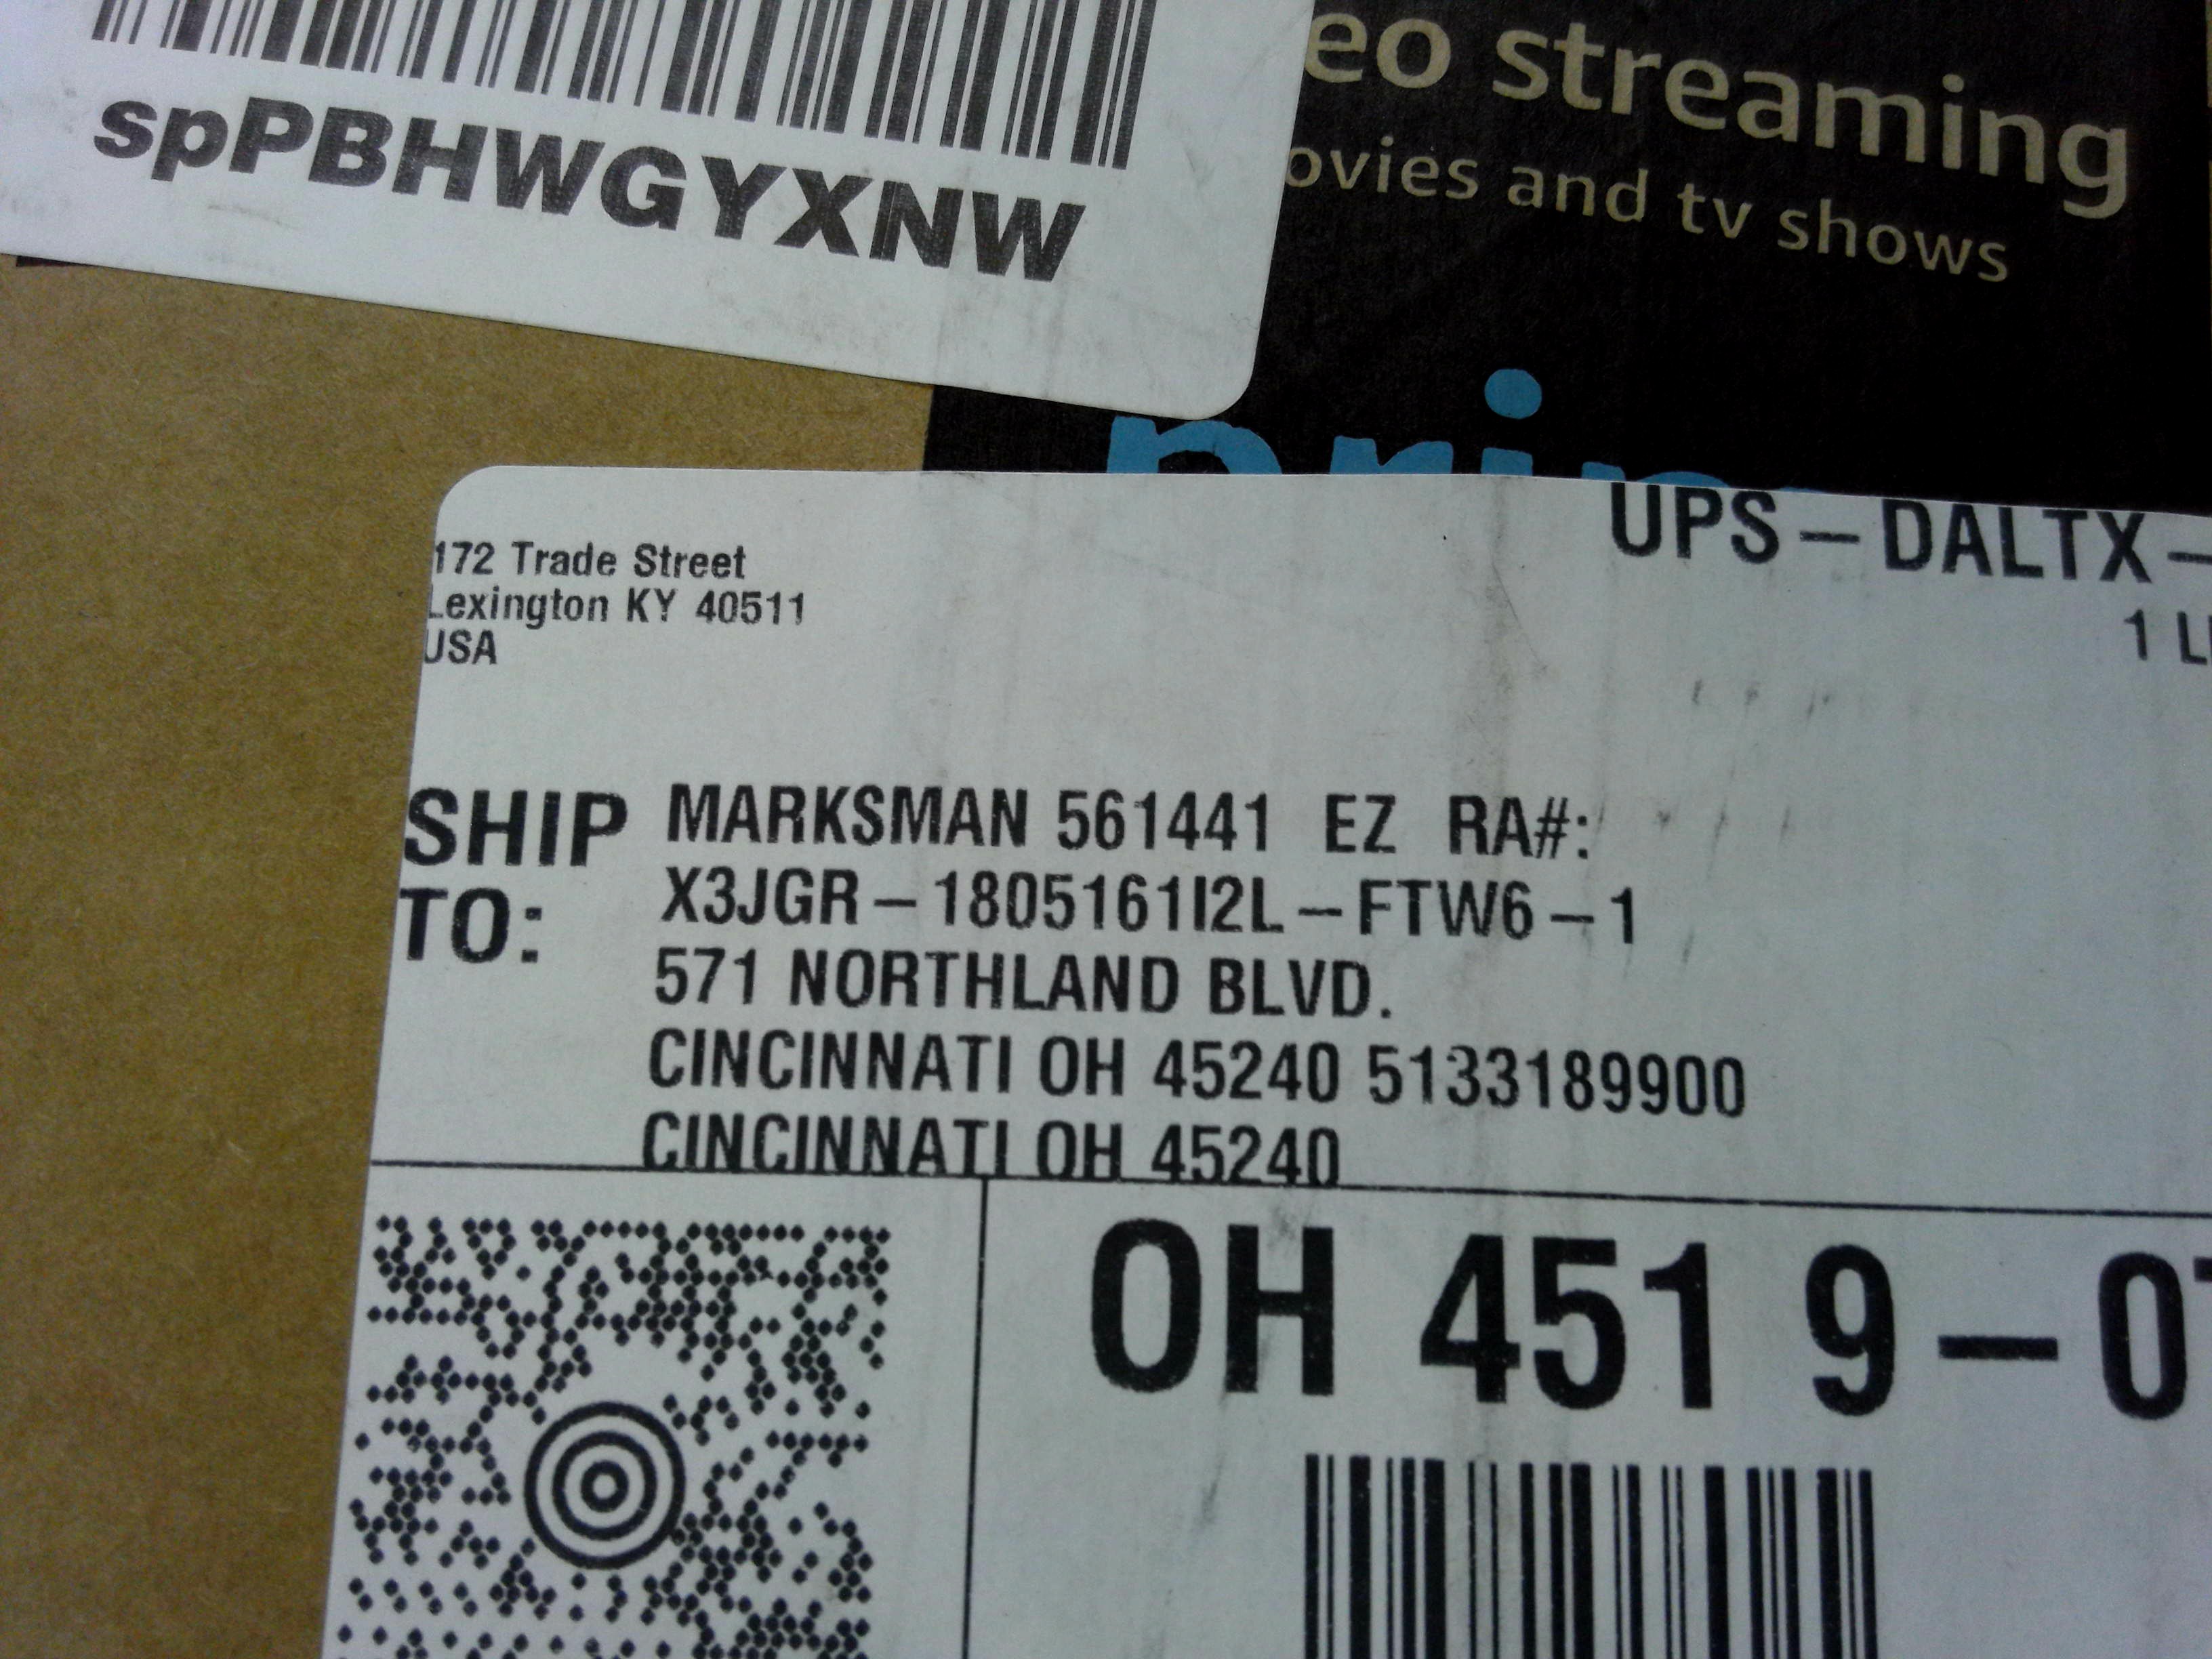 spPBHWGYXNW
eo streaming
ovies and tv shows
prim
UPS-DALTX-
1 L
172 Trade Street
Lexington KY 40511
USA
SHIP TO:
MARKSMAN 561441 EZ RA#:
X3JGR-1805161I2L-FTW6-1
571 NORTHLAND BLVD.
CINCINNATI OH 45240 5133189900
CINCINNATI OH 45240
OH 451 9-0